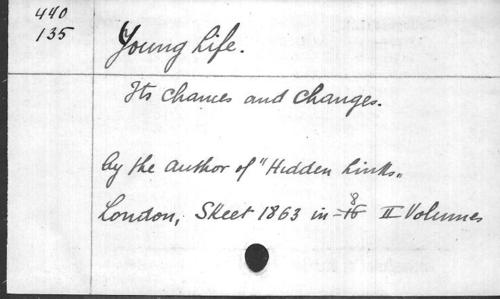 440
135
Young Life.
Its Chances and Changes.
by the author of "Hidden Links"
London, Skeet 1863 in 8 II Volumes